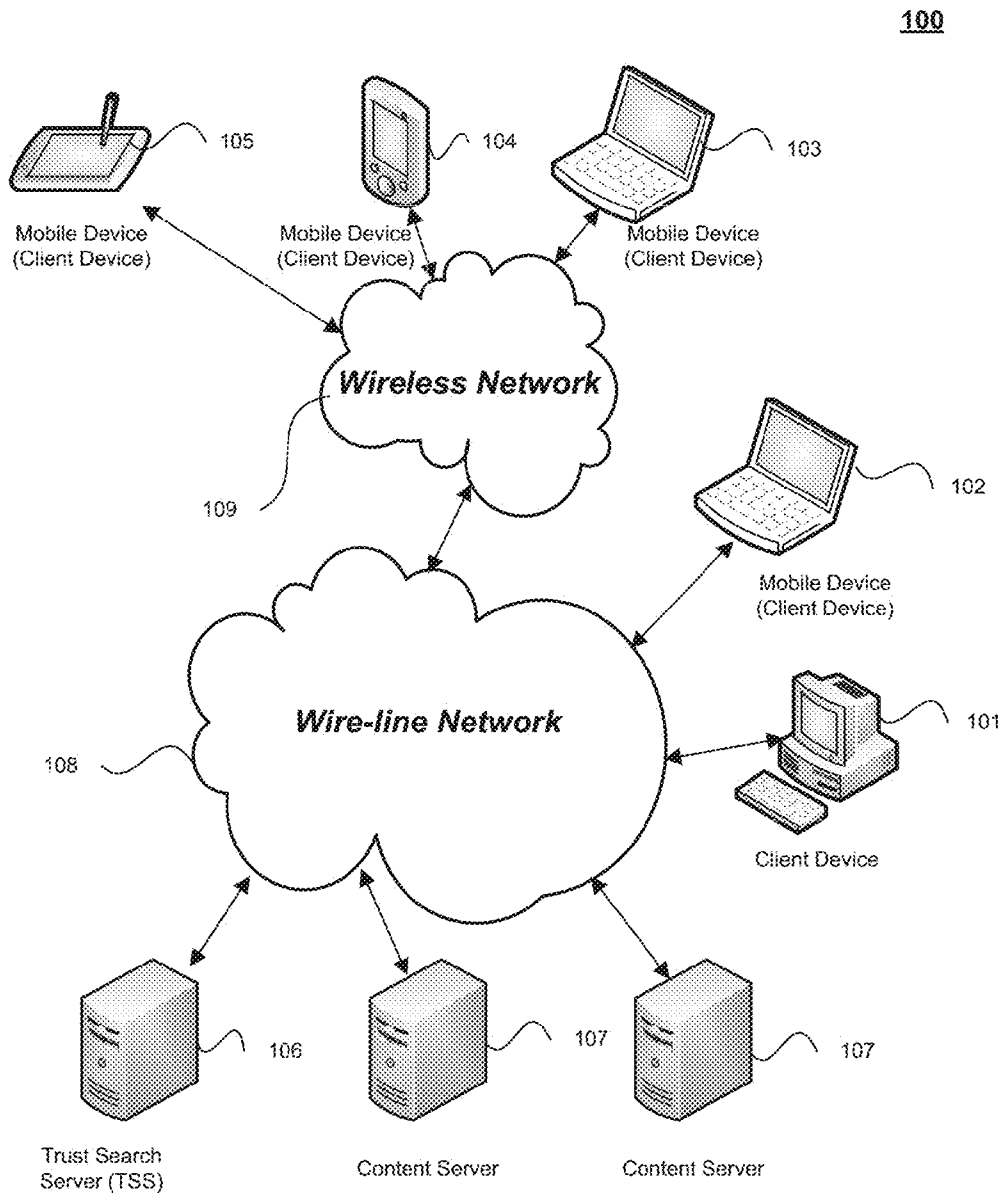 100
105
104
103
Mobile Device
(Client Device)
Mobile Device
(Client Device)
Mobile Device
(Client Device)
Wireless Network
109
102
Mobile Device
(Client Device)
Wire-line Network
101
108
Client Device
106
107
107
Trust Search
Server (TSS)
Content Server
Content Server